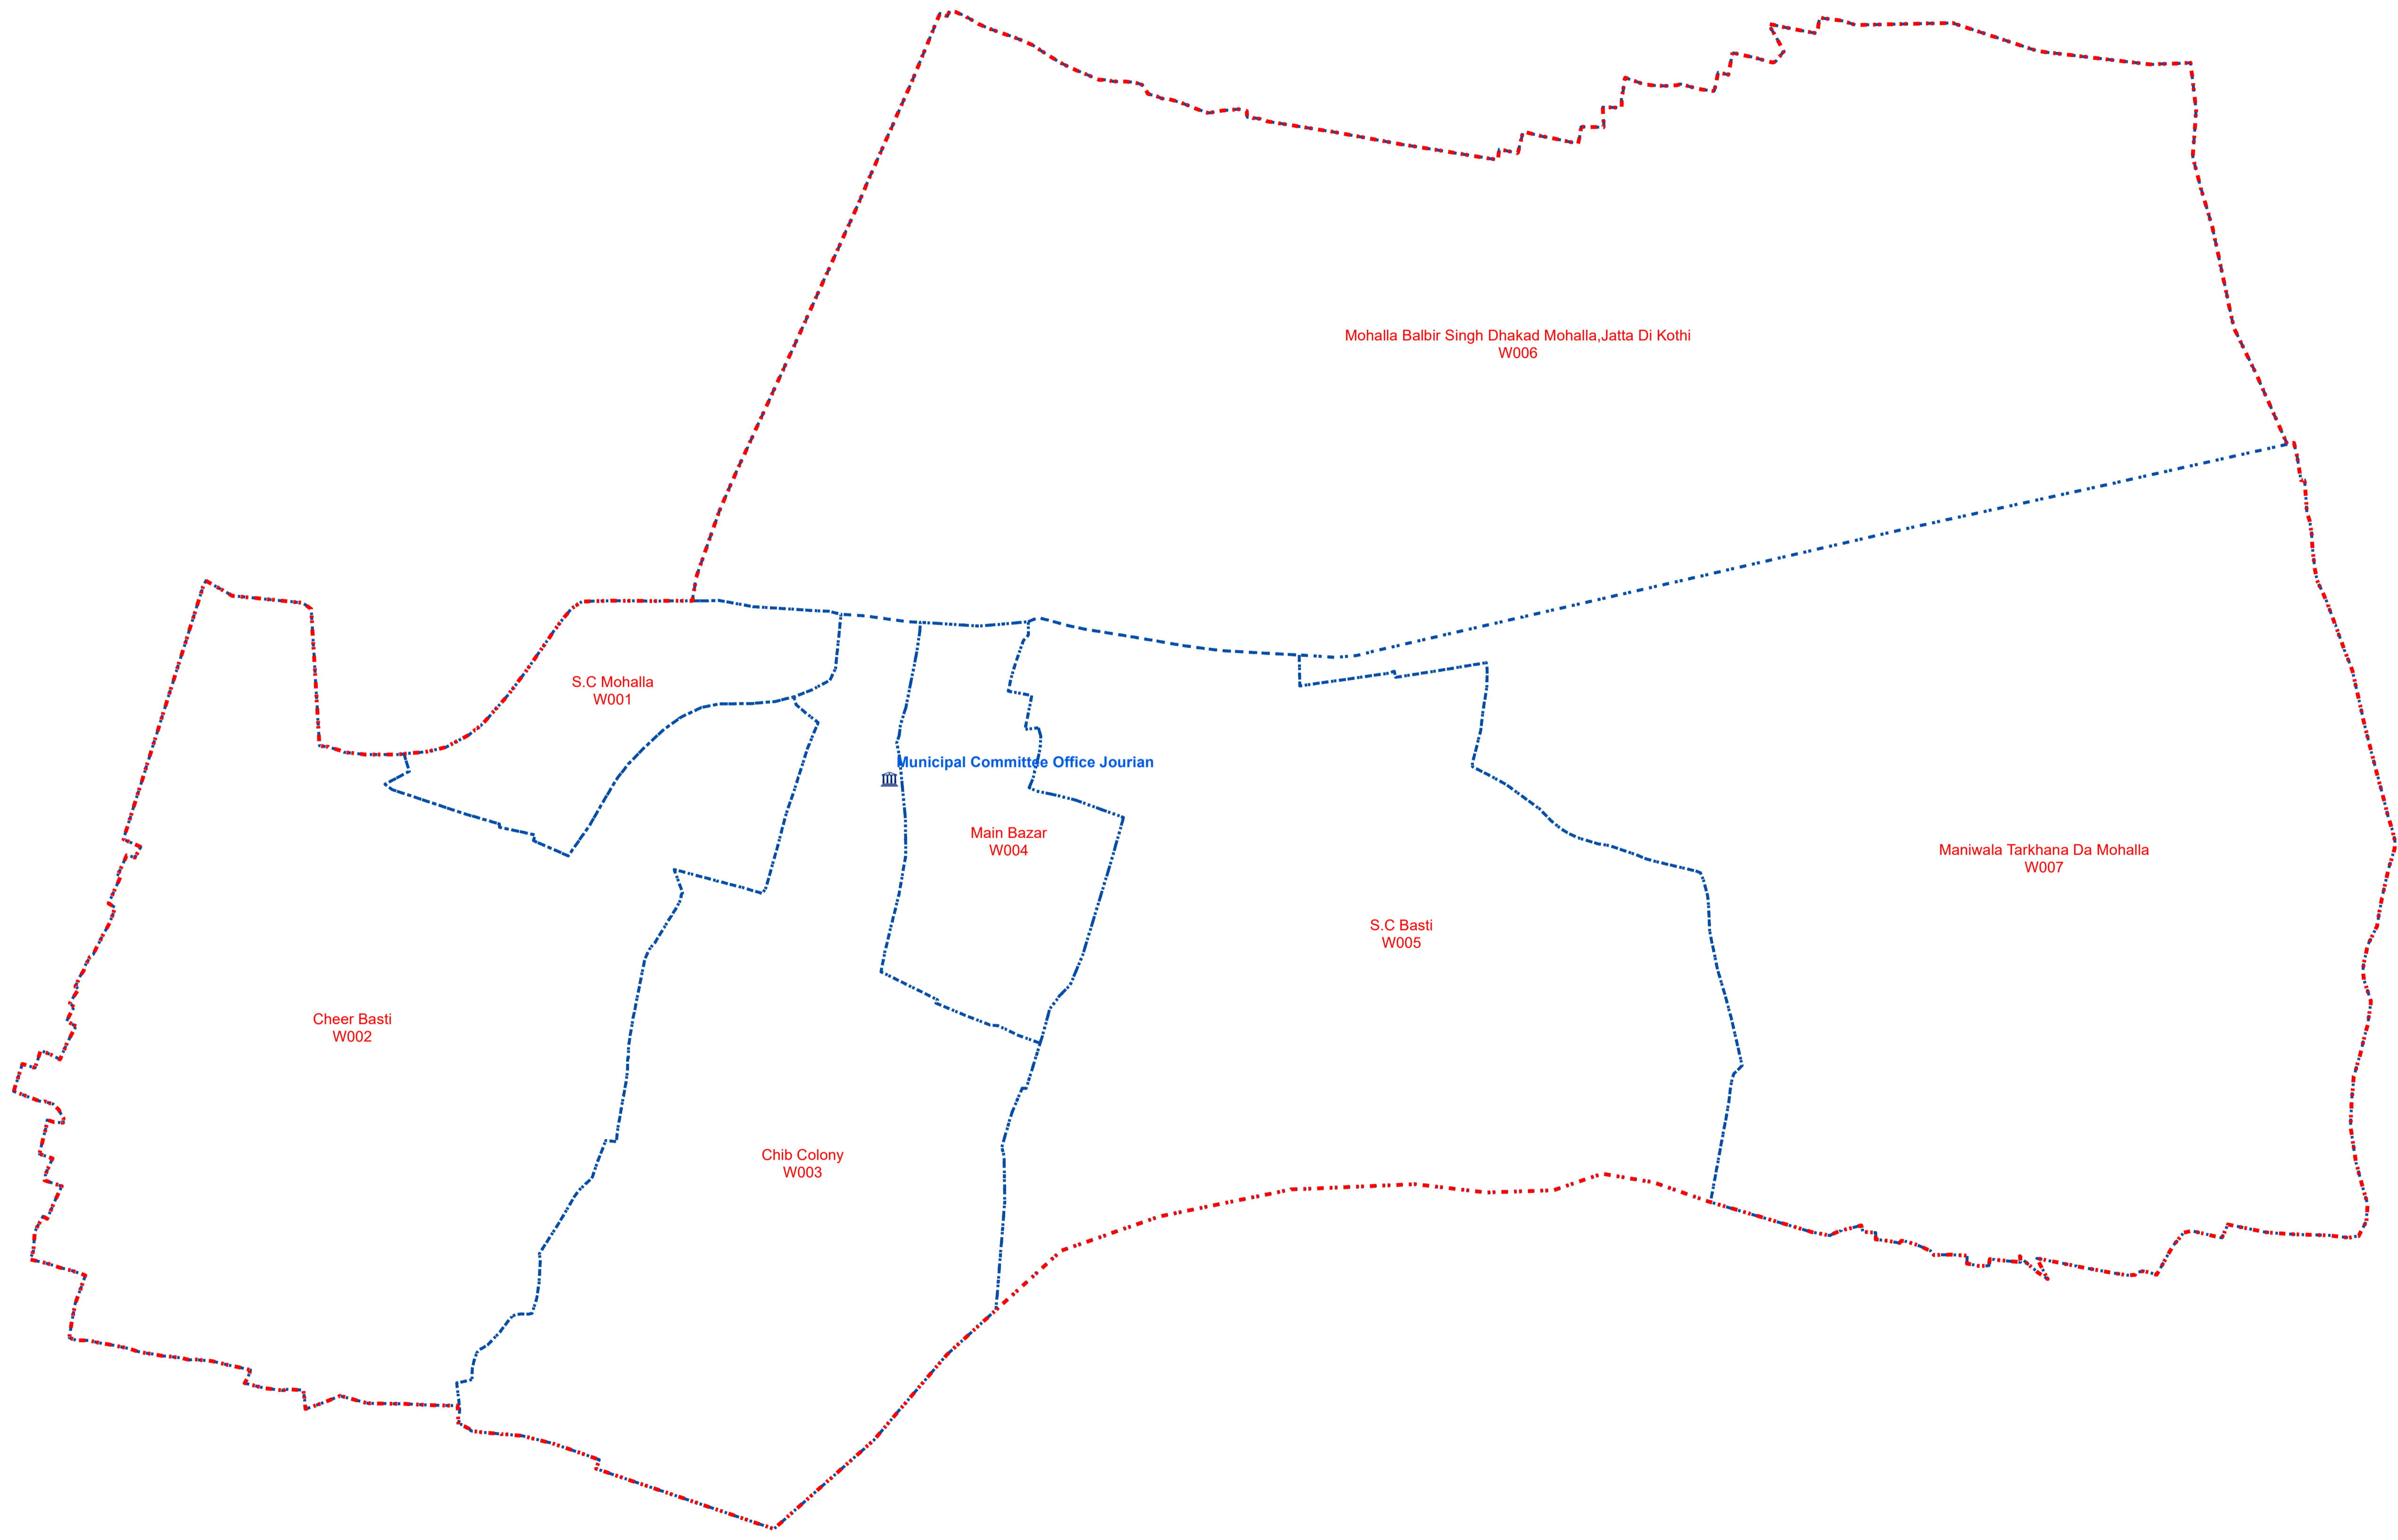 Mohalla Balbir Singh Dhakad Mohalla,Jatta Di Kothi
W006
S.C Mohalla
W001
Municipal Committee Office Jourian
Main Bazar
W004
Maniwala Tarkhana Da Mohalla
W007
S.C Basti
W005
Cheer Basti
W002
Chib Colony
W003